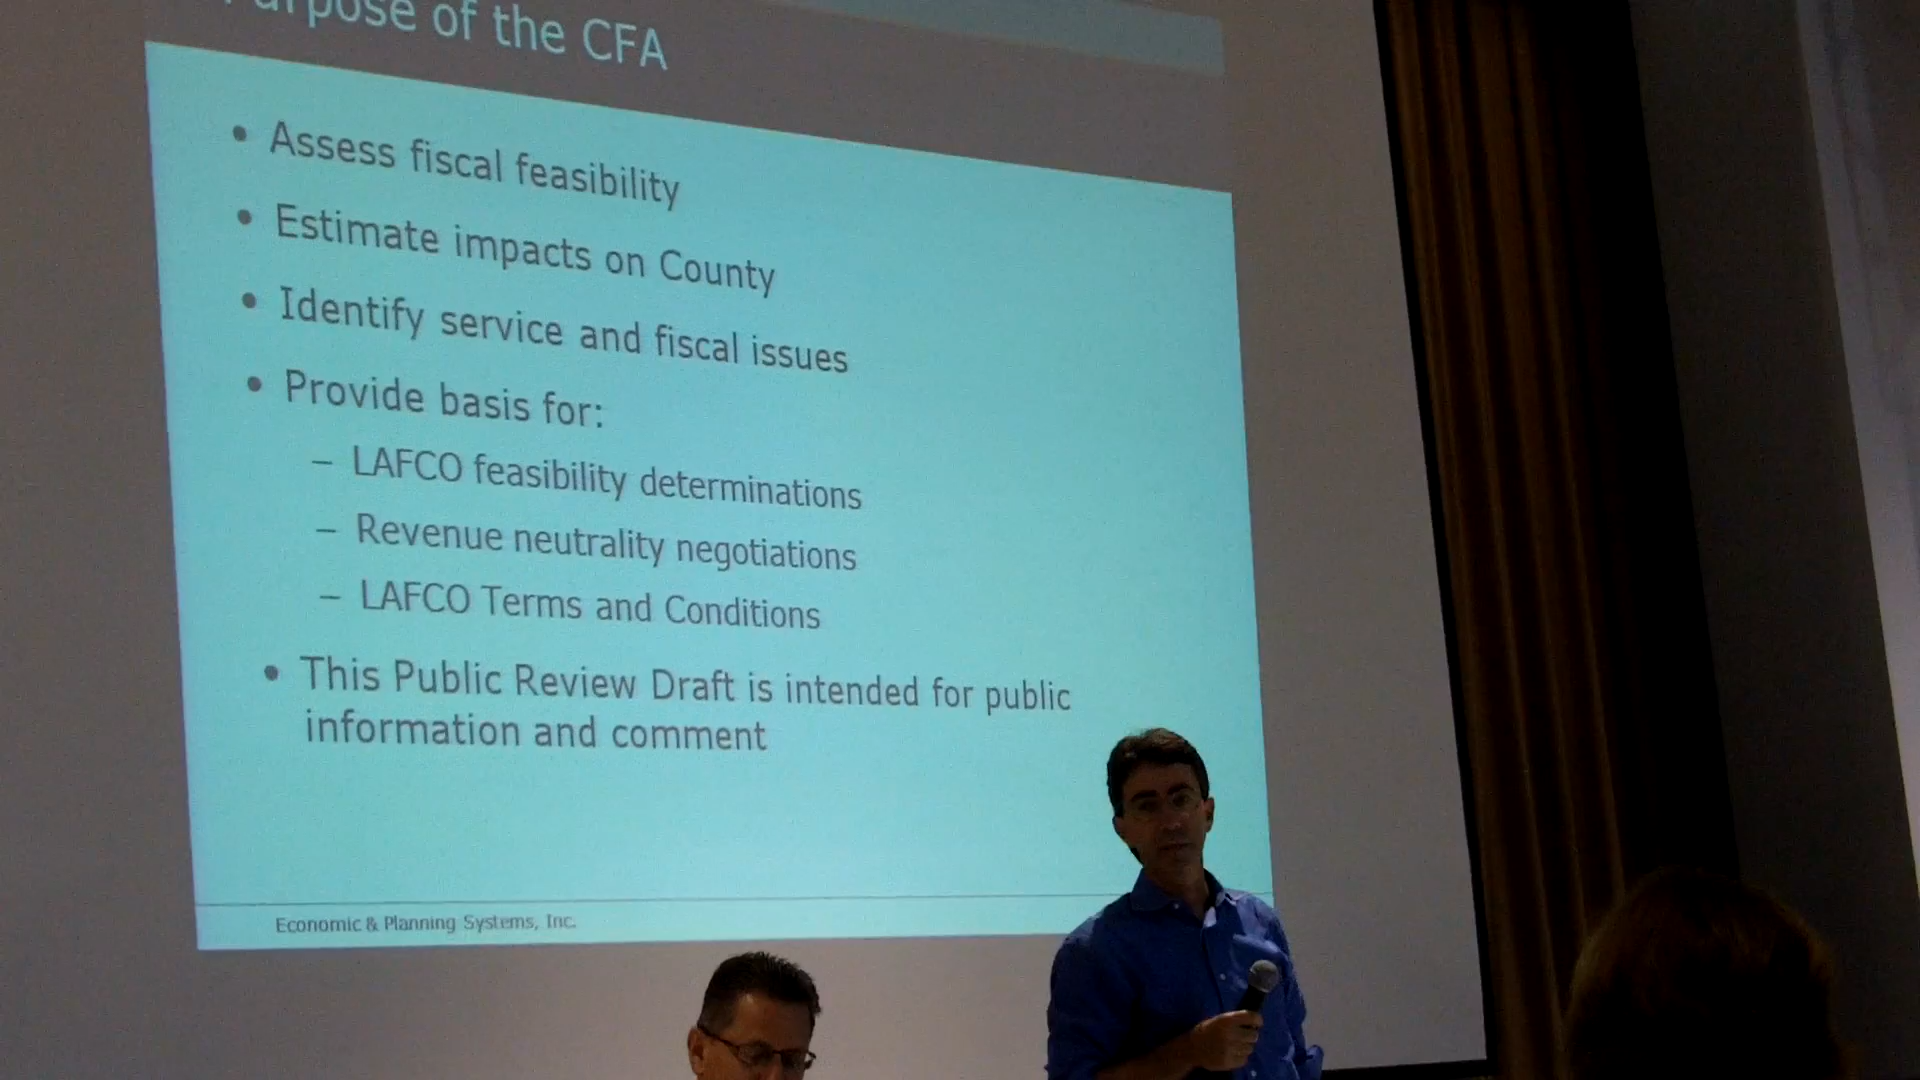 Purpose of the CFA
• Assess fiscal feasibility
• Estimate impacts on County
• Identify service and fiscal issues
• Provide basis for:
– LAFCO feasibility determinations
– Revenue neutrality negotiations
– LAFCO Terms and Conditions
• This Public Review Draft is intended for public
information and comment
Economic & Planning Systems, Inc.